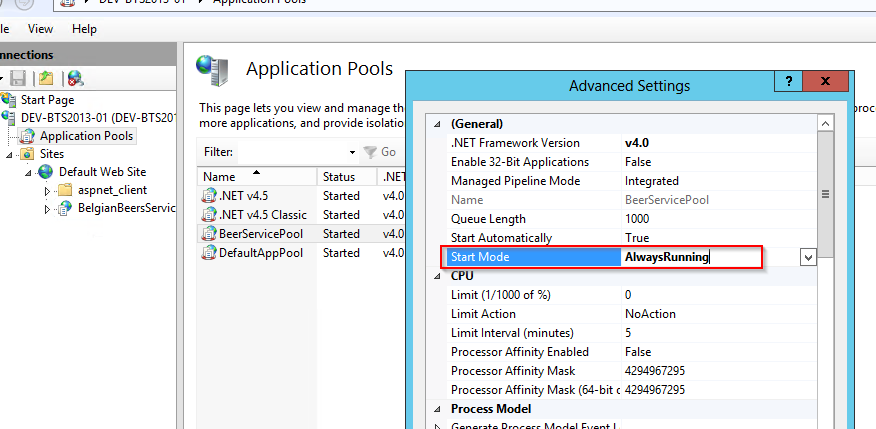 DEV-BTS2013-01
Application Pools
View
Help
nnections
Start Page
DEV-BTS2013-01 (DEV-BTS201
Application Pools
Sites
Default Web Site
aspnet_client
BelgianBeersServic
Application Pools
This page lets you view and manage the
more applications, and provide isolatio
Filter:
Go
Name Status .NET
.NET v4.5 Started v4.0
.NET v4.5 Classic Started v4.0
BeerServicePool Started v4.0
DefaultAppPool Started v4.0
Advanced Settings
? x
(General)
.NET Framework Version v4.0
Enable 32-Bit Applications False
Managed Pipeline Mode Integrated
Name BeerServicePool
Queue Length 1000
Start Automatically True
Start Mode AlwaysRunning
CPU
Limit (1/1000 of %) 0
Limit Action NoAction
Limit Interval (minutes) 5
Processor Affinity Enabled False
Processor Affinity Mask 4294967295
Processor Affinity Mask (64-bit o 4294967295
Process Model
Generate Process Model Event L
proce